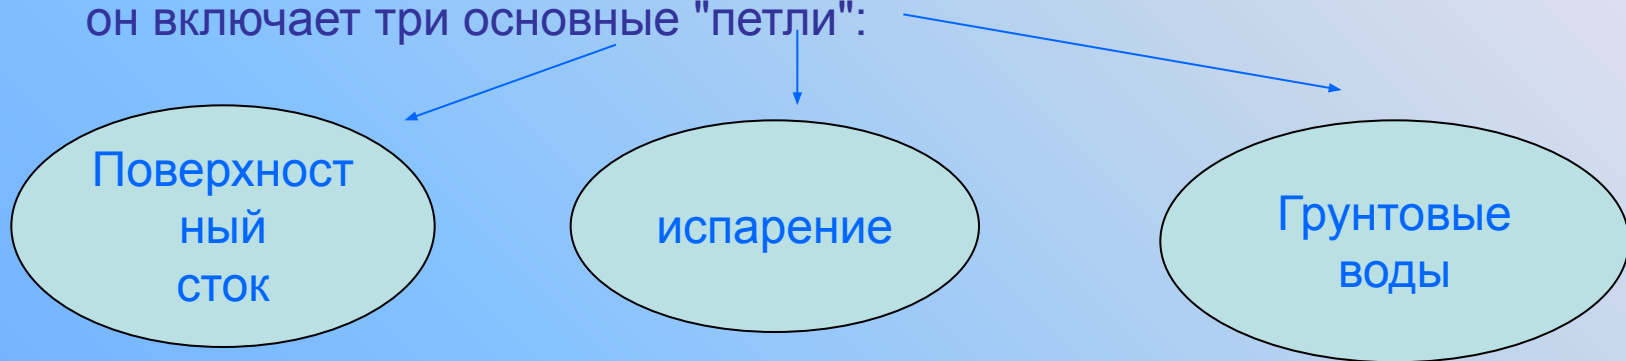 он включает три основные "петли":
Поверхност
ный
сток
испарение
Грунтовые
воды